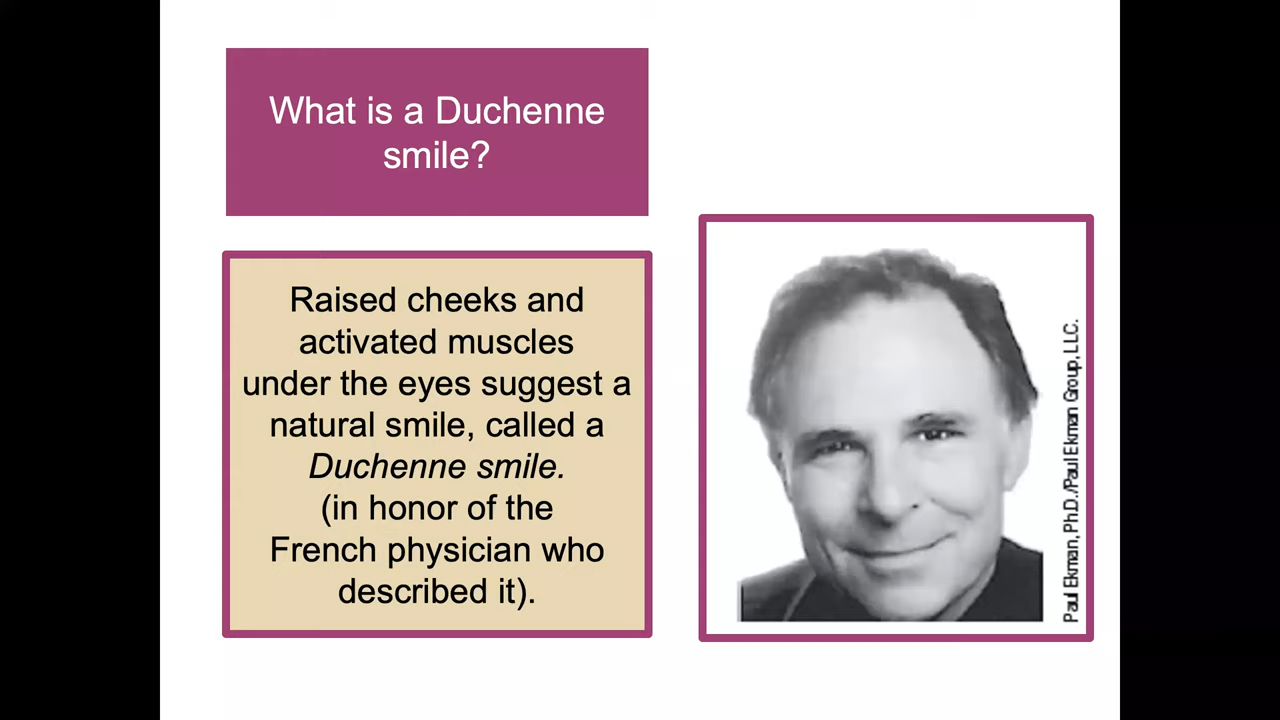 What is a Duchenne
smile?
Raised cheeks and
activated muscles
under the eyes suggest a
natural smile, called a
Duchenne smile.
(in honor of the
French physician who
described it).
Paul Ekman, Ph.D./Paul Ekman Group, LLC.